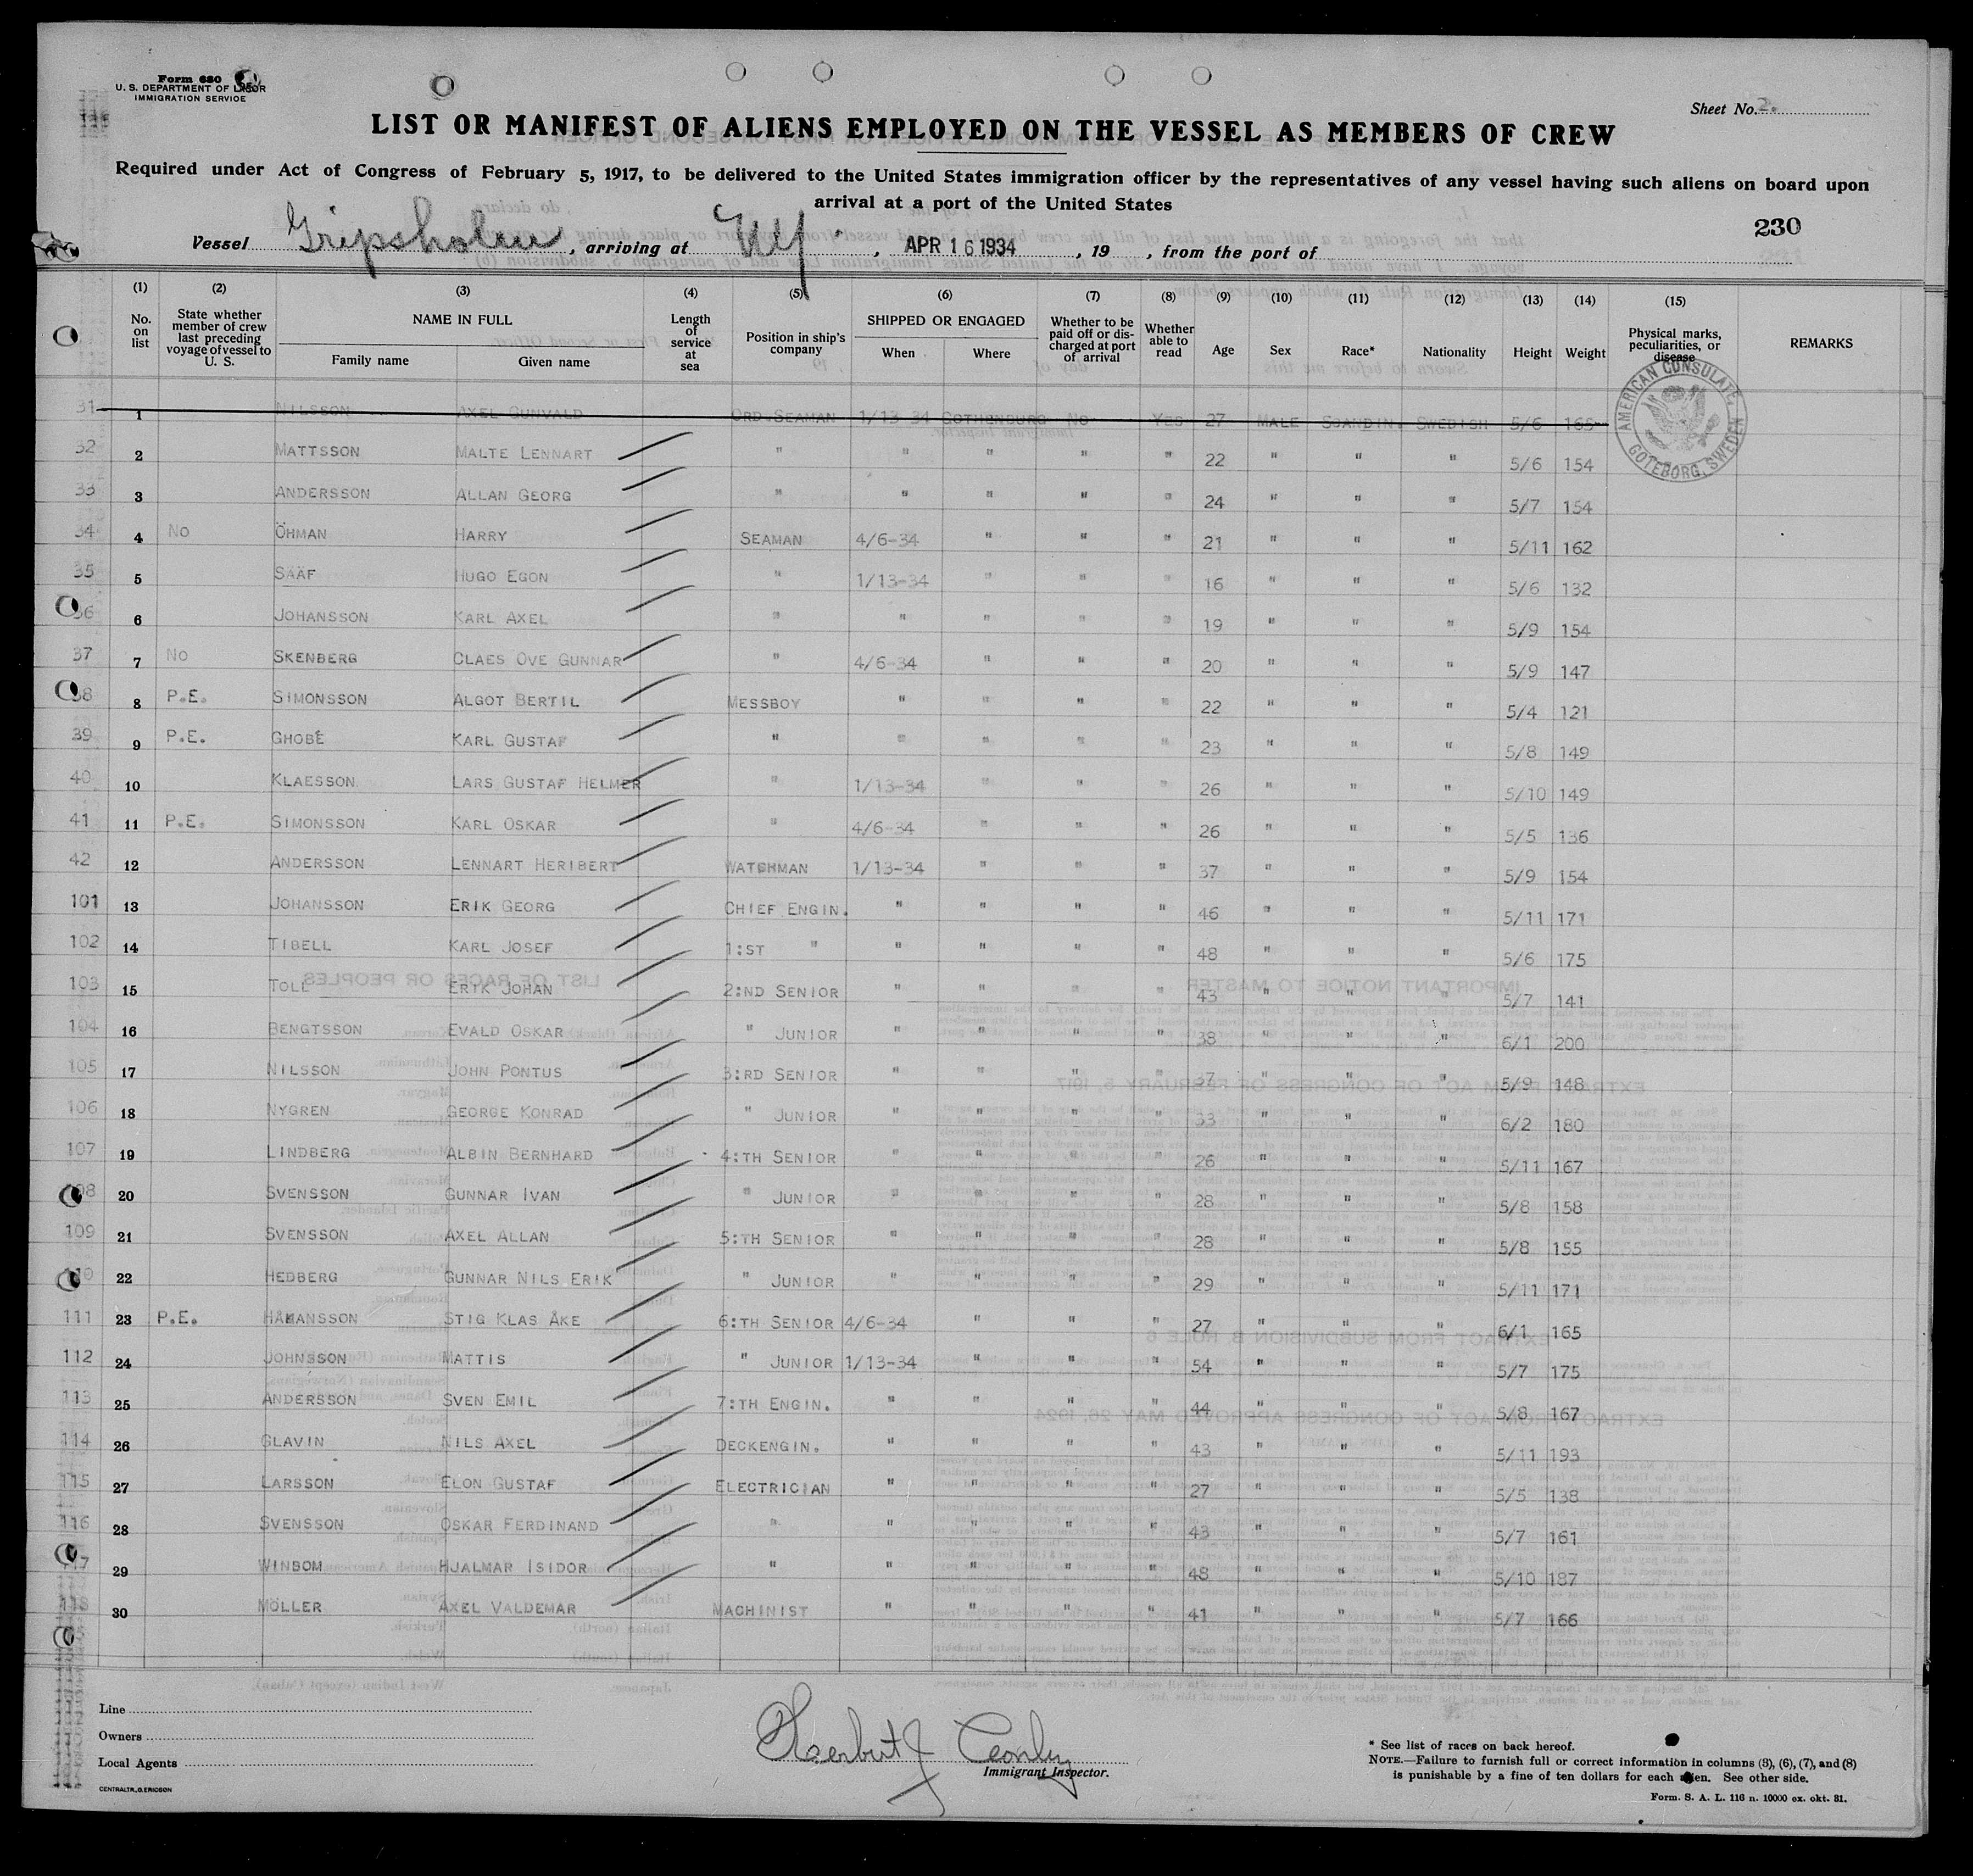 Form 680
U. S. DEPARTMENT OF LABOR
IMMIGRATION SERVICE
Sheet No. 2.
LIST OR MANIFEST OF ALIENS EMPLOYED ON THE VESSEL AS MEMBERS OF CREW
Required under Act of Congress of February 5, 1917, to be delivered to the United States immigration officer by the representatives of any vessel having such aliens on board upon
arrival at a port of the United States
230
Vessel Gripsholm, arriving at NY, APR 16 1934, 19 , from the port of
(1) (2) (3) (4) (5) (6) (7) (8) (9) (10) (11) (12) (13) (14) (15)
No. on list State whether member of crew last preceding voyage of vessel to U. S. NAME IN FULL Family name Given name Length of service at sea Position in ship's company SHIPPED OR ENGAGED When Where Whether to be paid off or discharged at port of arrival Whether able to read Age Sex Race* Nationality Height Weight Physical marks, peculiarities, or disease REMARKS
AMERICAN CONSULATE, GOTEBORG, SWEDEN
31 1 NILSSON AXEL GUNVALD ORD.SEAMAN 1/13-34 GOTHENBURG NO YES 27 MALE SCANDIN. SWEDISH 5/6 165
32 2 MATTSSON MALTE LENNART " " " " " 22 " " " 5/6 154
33 3 ANDERSSON ALLAN GEORG " " " " 24 " " " 5/7 154
34 4 NO ÖHMAN HARRY SEAMAN 4/6-34 " " " 21 " " " 5/11 162
35 5 SÄÄF HUGO EGON " 1/13-34 " " " 16 " " " 5/6 132
36 6 JOHANSSON KARL AXEL " " " " " 19 " " " 5/9 154
37 7 NO SKENBERG CLAES OVE GUNNAR " 4/6-34 " " " 20 " " " 5/9 147
38 8 P.E. SIMONSSON ALGOT BERTIL MESSBOY " " " " 22 " " " 5/4 121
39 9 P.E. GHOBÉ KARL GUSTAF " " " " " 23 " " " 5/8 149
40 10 KLAESSON LARS GUSTAF HELMER " 1/13-34 " " " 26 " " " 5/10 149
41 11 P.E. SIMONSSON KARL OSKAR " 4/6-34 " " " 26 " " " 5/5 136
42 12 ANDERSSON LENNART HERIBERT WATCHMAN 1/13-34 " " " 37 " " " 5/9 154
101 13 JOHANSSON ERIK GEORG CHIEF ENGIN. " " " " 46 " " " 5/11 171
102 14 TIBELL KARL JOSEF 1:ST " " " " " 48 " " " 5/6 175
103 15 TOLL ERIK JOHAN 2:ND SENIOR " " " " 43 " " " 5/7 141
104 16 BENGTSSON EVALD OSKAR " JUNIOR " " " " 38 " " " 6/1 200
105 17 NILSSON JOHN PONTUS 3:RD SENIOR " " " " 37 " " " 5/9 148
106 18 NYGREN GEORGE KONRAD " JUNIOR " " " " 33 " " " 6/2 180
107 19 LINDBERG ALBIN BERNHARD 4:TH SENIOR " " " " 26 " " " 5/11 167
108 20 SVENSSON GUNNAR IVAN " JUNIOR " " " " 28 " " " 5/8 158
109 21 SVENSSON AXEL ALLAN 5:TH SENIOR " " " " 28 " " " 5/8 155
110 22 HEDBERG GUNNAR NILS ERIK " JUNIOR " " " " 29 " " " 5/11 171
111 23 P.E. HÅKANSSON STIG KLAS ÅKE 6:TH SENIOR 4/6-34 " " " 27 " " " 6/1 165
112 24 JOHNSSON MATTIS " JUNIOR 1/13-34 " " " 54 " " " 5/7 175
113 25 ANDERSSON SVEN EMIL 7:TH ENGIN. " " " " 44 " " " 5/8 167
114 26 GLAVIN NILS AXEL DECKENGIN. " " " " 43 " " " 5/11 193
115 27 LARSSON ELON GUSTAF ELECTRICIAN " " " " 27 " " " 5/5 138
116 28 SVENSSON OSKAR FERDINAND " " " " " 43 " " " 5/7 161
117 29 WINBOM HJALMAR ISIDOR " " " " " 48 " " " 5/10 187
118 30 MÖLLER AXEL VALDEMAR MACHINIST " " " " 41 " " " 5/7 166
Line
Owners
Local Agents
CENTRALTR., G. ERICSON
Herbert J Conley
Immigrant Inspector.
* See list of races on back hereof.
NOTE.—Failure to furnish full or correct information in columns (3), (6), (7), and (8)
is punishable by a fine of ten dollars for each alien. See other side.
Form. S. A. L. 116 n. 10000 ex. okt. 31.